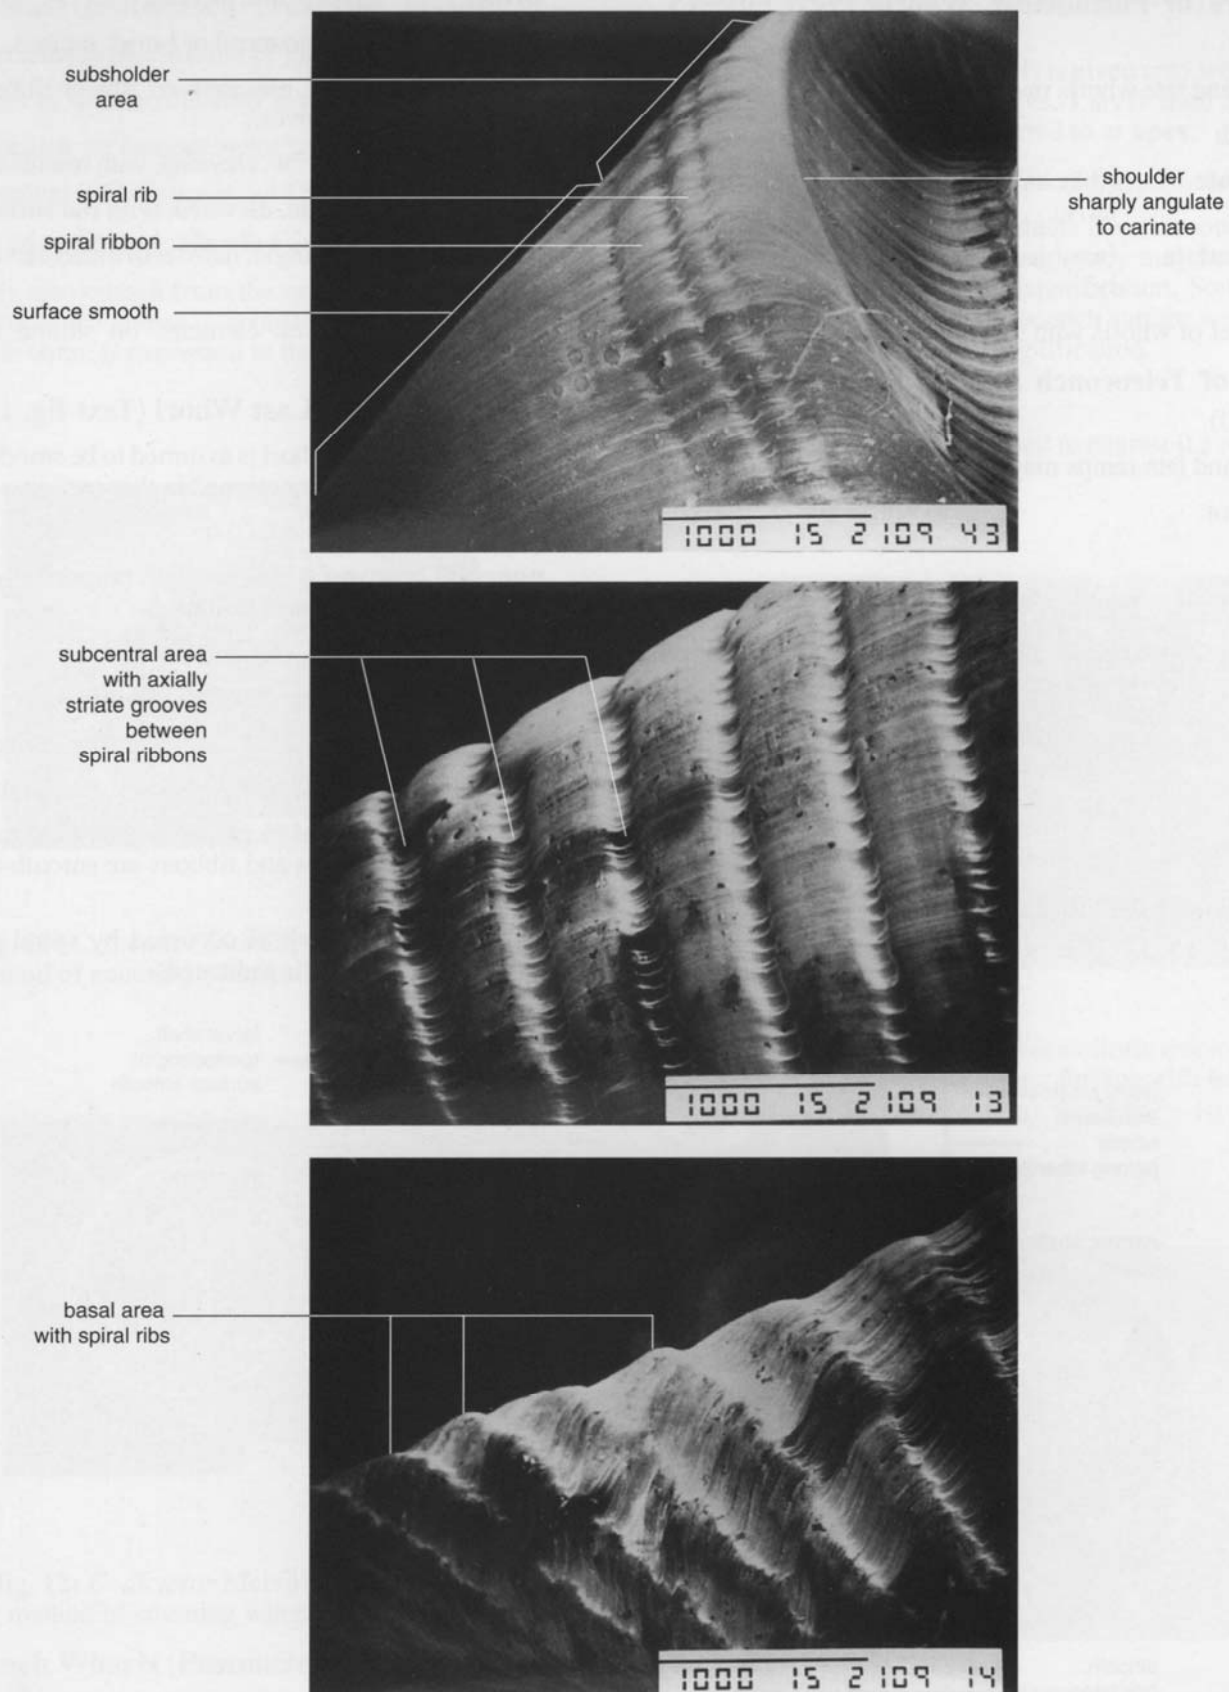 subsholder
area
spiral rib
spiral ribbon
surface smooth
shoulder
sharply angulate
to carinate
1000 15 2109 43
subcentral area
with axially
striate grooves
between
spiral ribbons
1000 15 2109 13
basal area
with spiral ribs
1000 15 2109 14